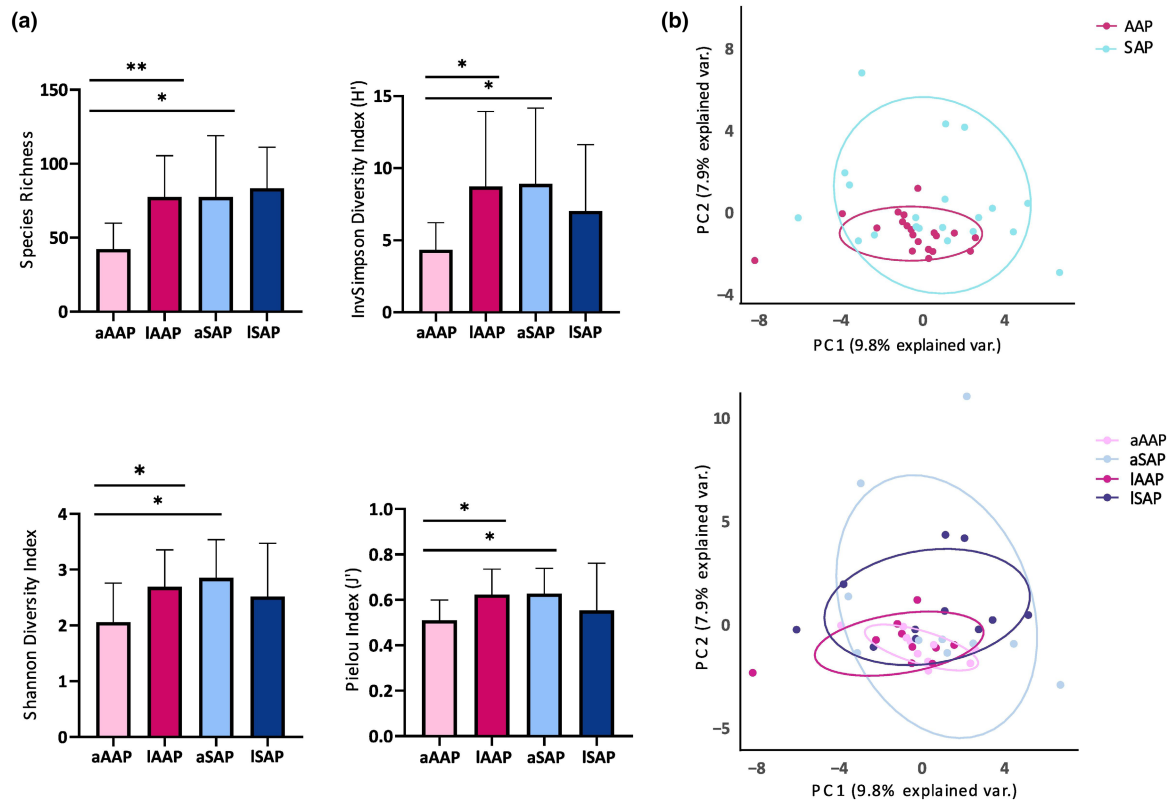 (a)
**
*
Species Richness
150
100
50
0
aAAP lAAP aSAP lSAP
*
*
InvSimpson Diversity Index (H')
15
10
5
0
aAAP lAAP aSAP lSAP
*
*
Shannon Diversity Index
4
3
2
1
0
aAAP lAAP aSAP lSAP
*
*
Pielou Index (J')
1.0
0.8
0.6
0.4
0.2
0.0
aAAP lAAP aSAP lSAP
(b)
AAP
SAP
PC2 (7.9% explained var.)
8
4
0
−4
−8 −4 0 4
PC1 (9.8% explained var.)
aAAP
aSAP
lAAP
lSAP
PC2 (7.9% explained var.)
10
5
0
−5
−8 −4 0 4
PC1 (9.8% explained var.)